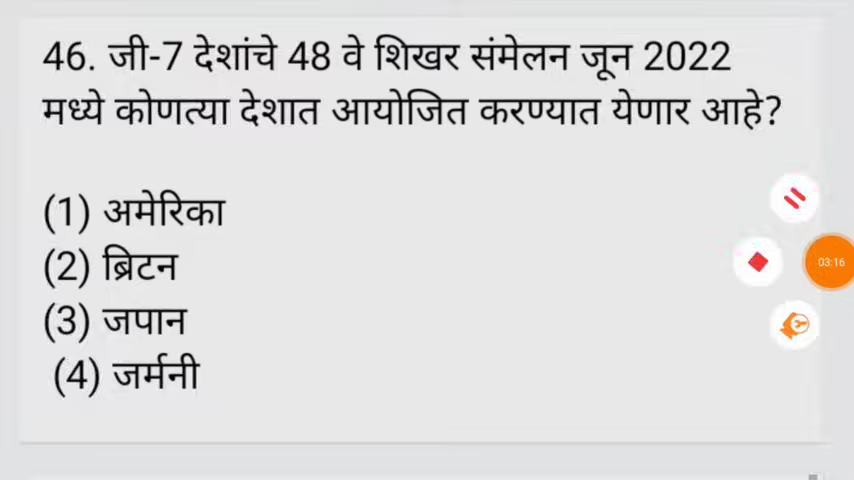 46. जी-7 देशांचे 48 वे शिखर संमेलन जून 2022
मध्ये कोणत्या देशात आयोजित करण्यात येणार आहे?
(1) अमेरिका
(2) ब्रिटन
(3) जपान
(4) जर्मनी
03:16